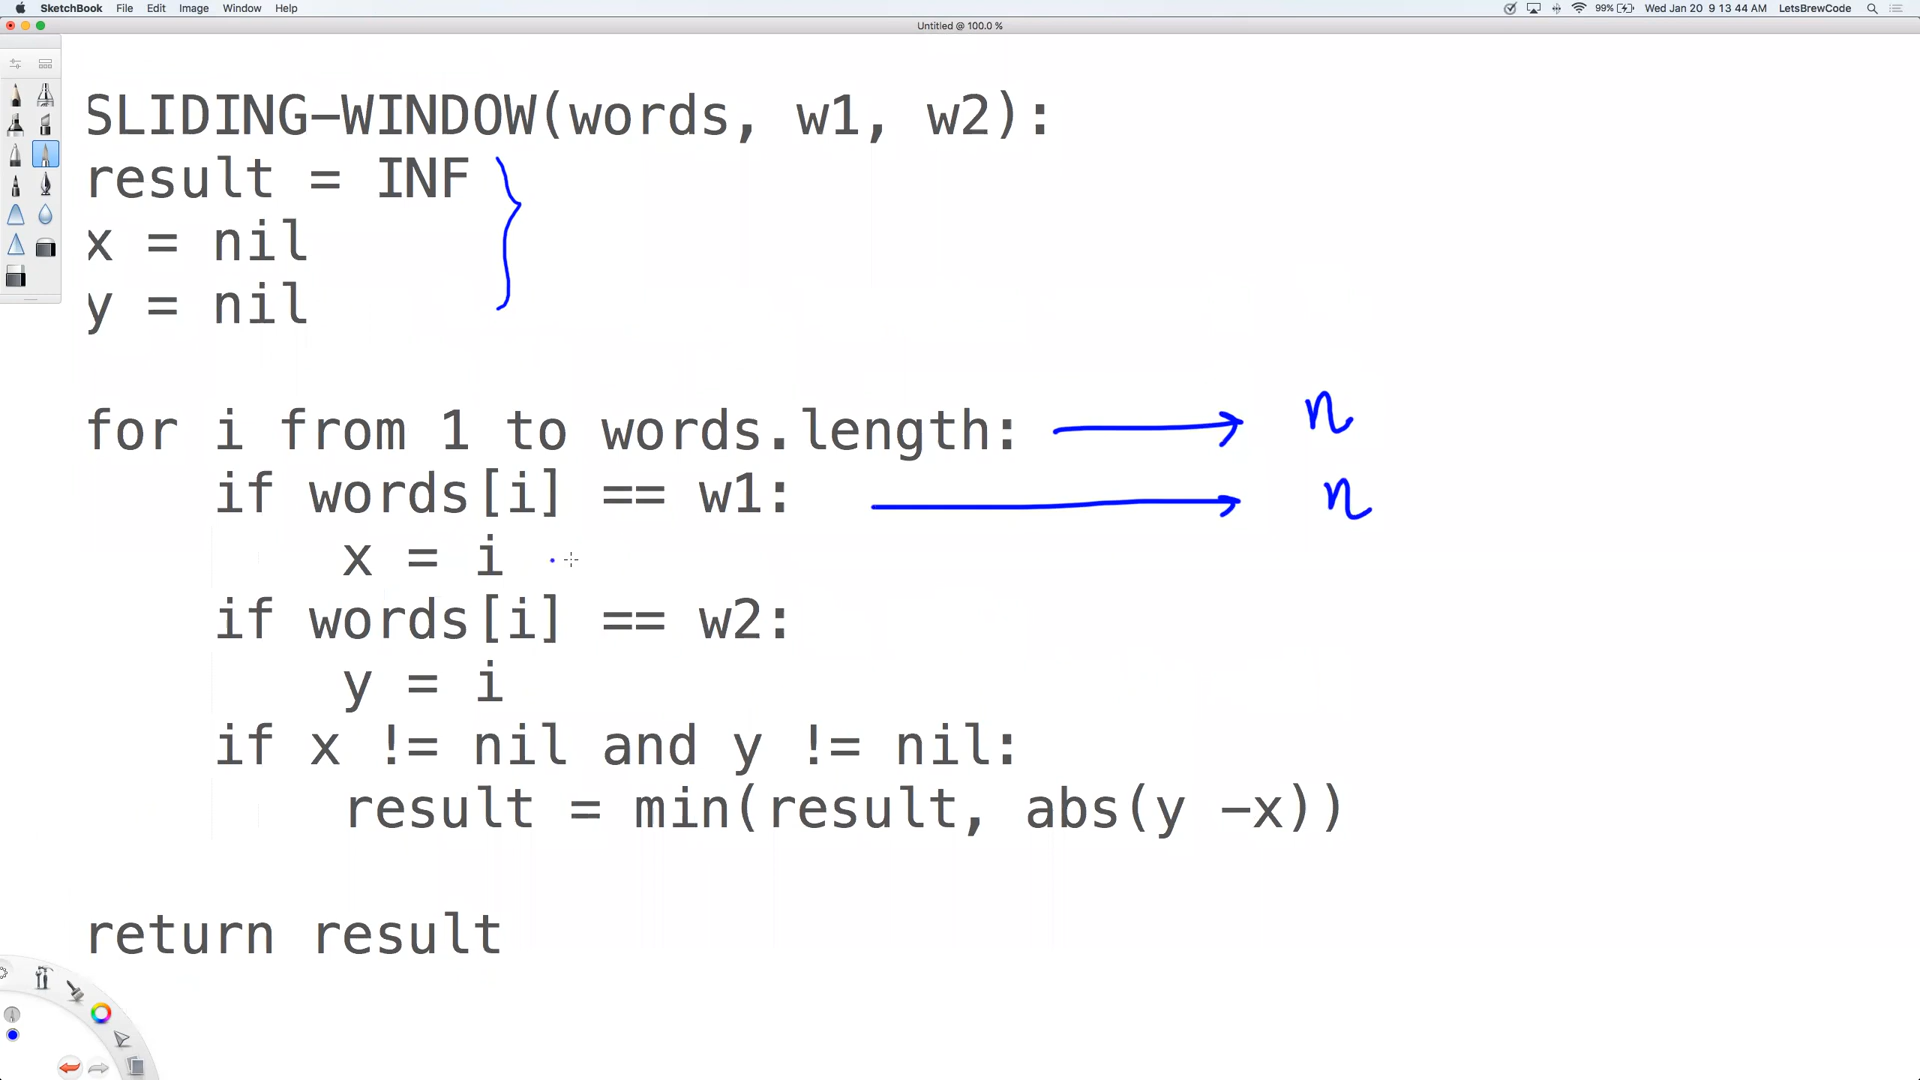 SketchBook File Edit Image Window Help 99% Wed Jan 20 9 13 44 AM LetsBrewCode
Untitled @ 100.0 %
SLIDING-WINDOW(words, w1, w2):
result = INF
x = nil
y = nil
for i from 1 to words.length: n
if words[i] == w1: n
x = i
if words[i] == w2:
y = i
if x != nil and y != nil:
result = min(result, abs(y -x))
return result